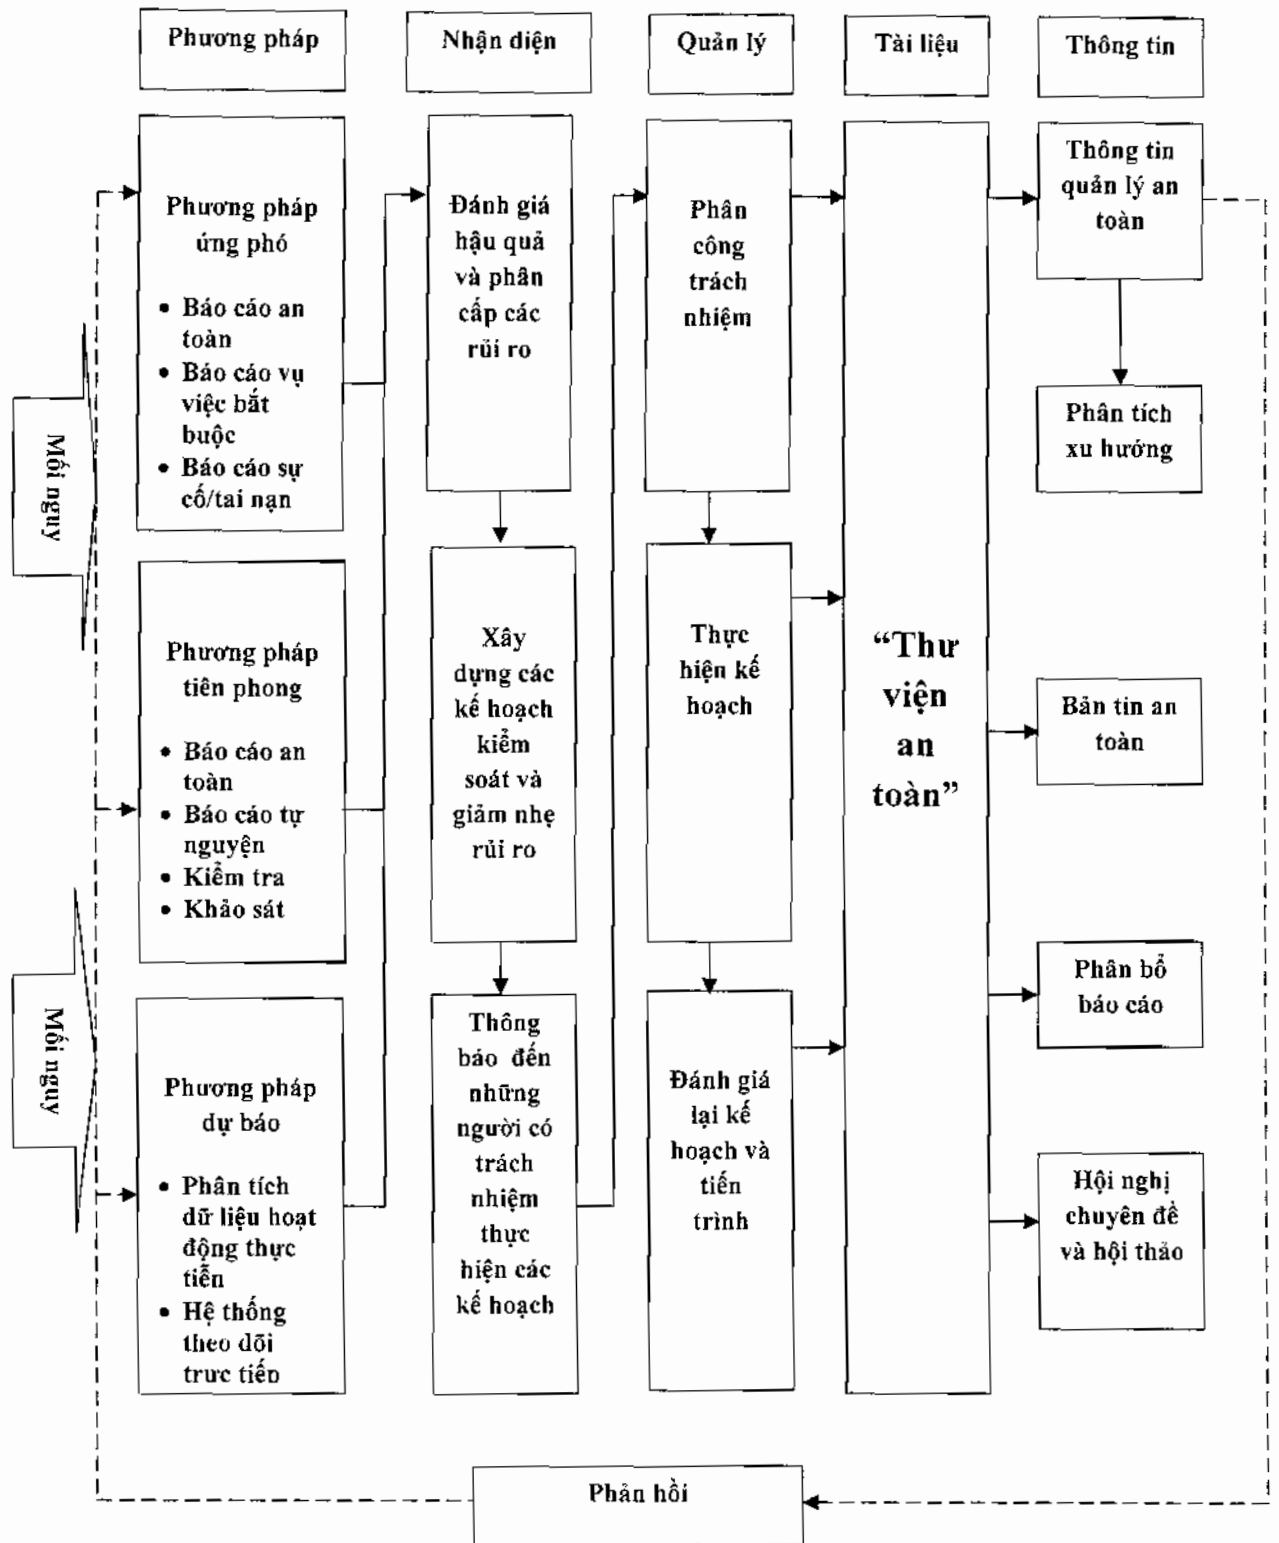 Phương pháp
Nhận diện
Quản lý
Tài liệu
Thông tin
Mối nguy
Mối nguy
Phương pháp
ứng phó
• Báo cáo an
toàn
• Báo cáo vụ
việc bắt
buộc
• Báo cáo sự
cố/tai nạn
Phương pháp
tiên phong
• Báo cáo an
toàn
• Báo cáo tự
nguyện
• Kiểm tra
• Khảo sát
Phương pháp
dự báo
• Phân tích
dữ liệu hoạt
động thực
tiễn
• Hệ thống
theo dõi
trực tiếp
Đánh giá
hậu quả
và phân
cấp các
rủi ro
Xây
dựng các
kế hoạch
kiểm
soát và
giảm nhẹ
rủi ro
Thông
báo đến
những
người có
trách
nhiệm
thực
hiện các
kế hoạch
Phân
công
trách
nhiệm
Thực
hiện kế
hoạch
Đánh giá
lại kế
hoạch và
tiến
trình
“Thư
viện
an
toàn”
Thông tin
quản lý an
toàn
Phân tích
xu hướng
Bản tin an
toàn
Phân bổ
báo cáo
Hội nghị
chuyên đề
và hội thảo
Phản hồi